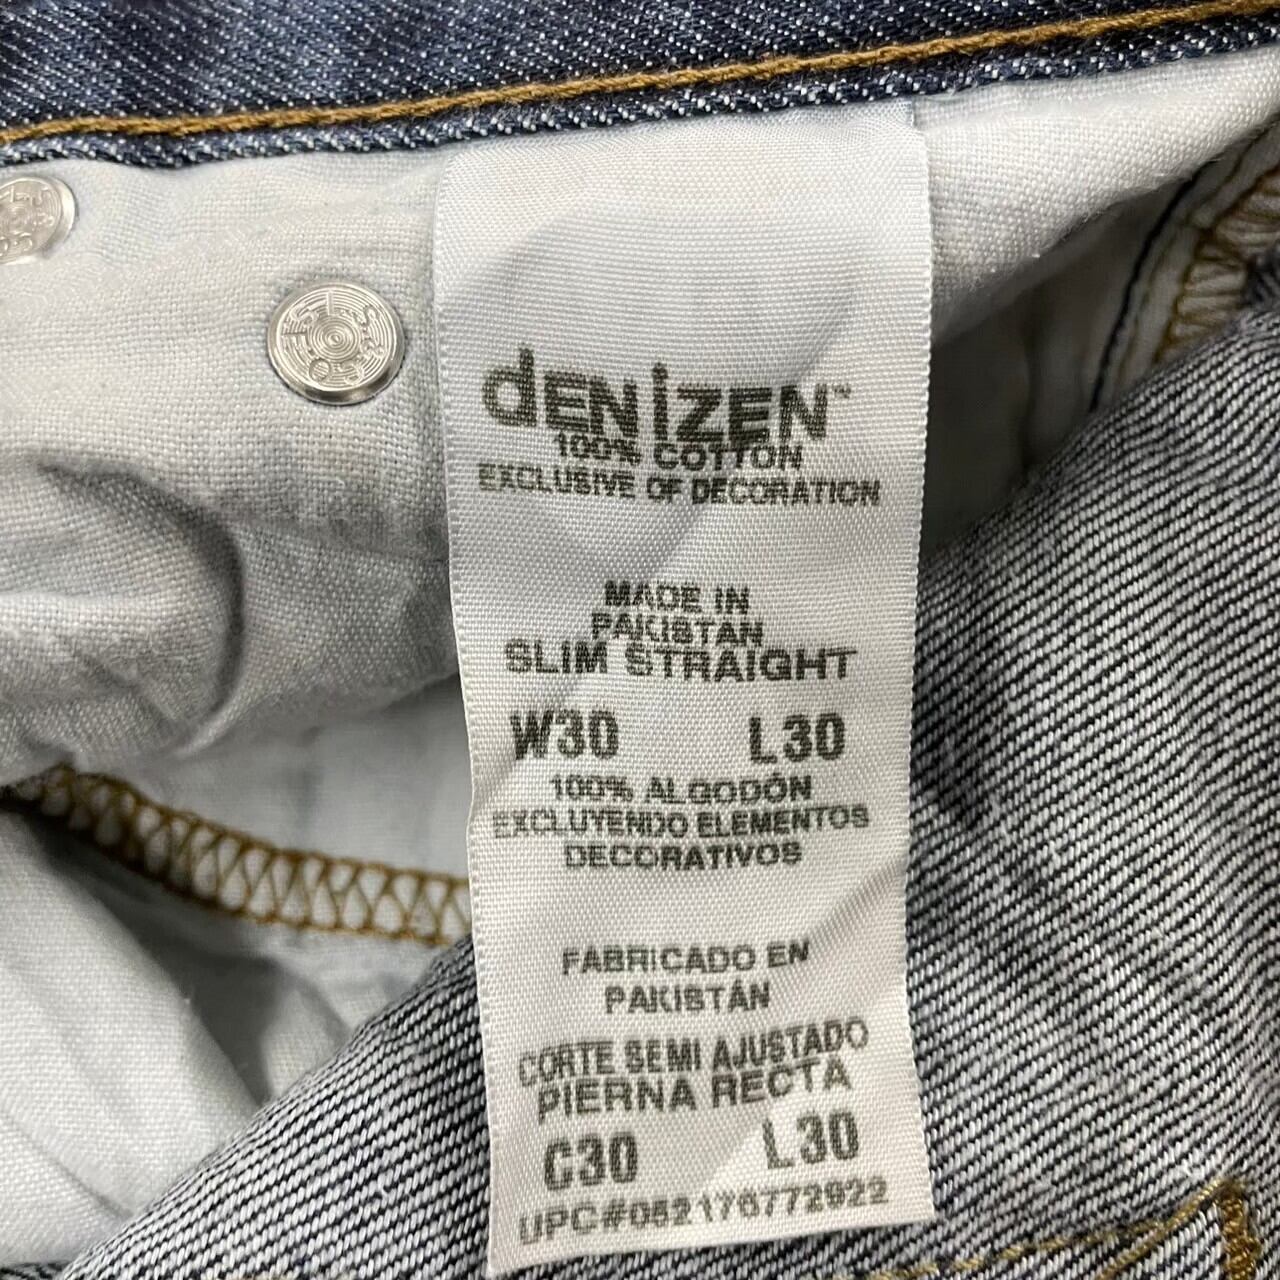 dENiZEN™
100% COTTON
EXCLUSIVE OF DECORATION
MADE IN
PAKISTAN
SLIM STRAIGHT
W30 L30
100% ALGODÓN
EXCLUYENDO ELEMENTOS
DECORATIVOS
FABRICADO EN
PAKISTÁN
CORTE SEMI AJUSTADO
PIERNA RECTA
C30 L30
UPC#052176772922